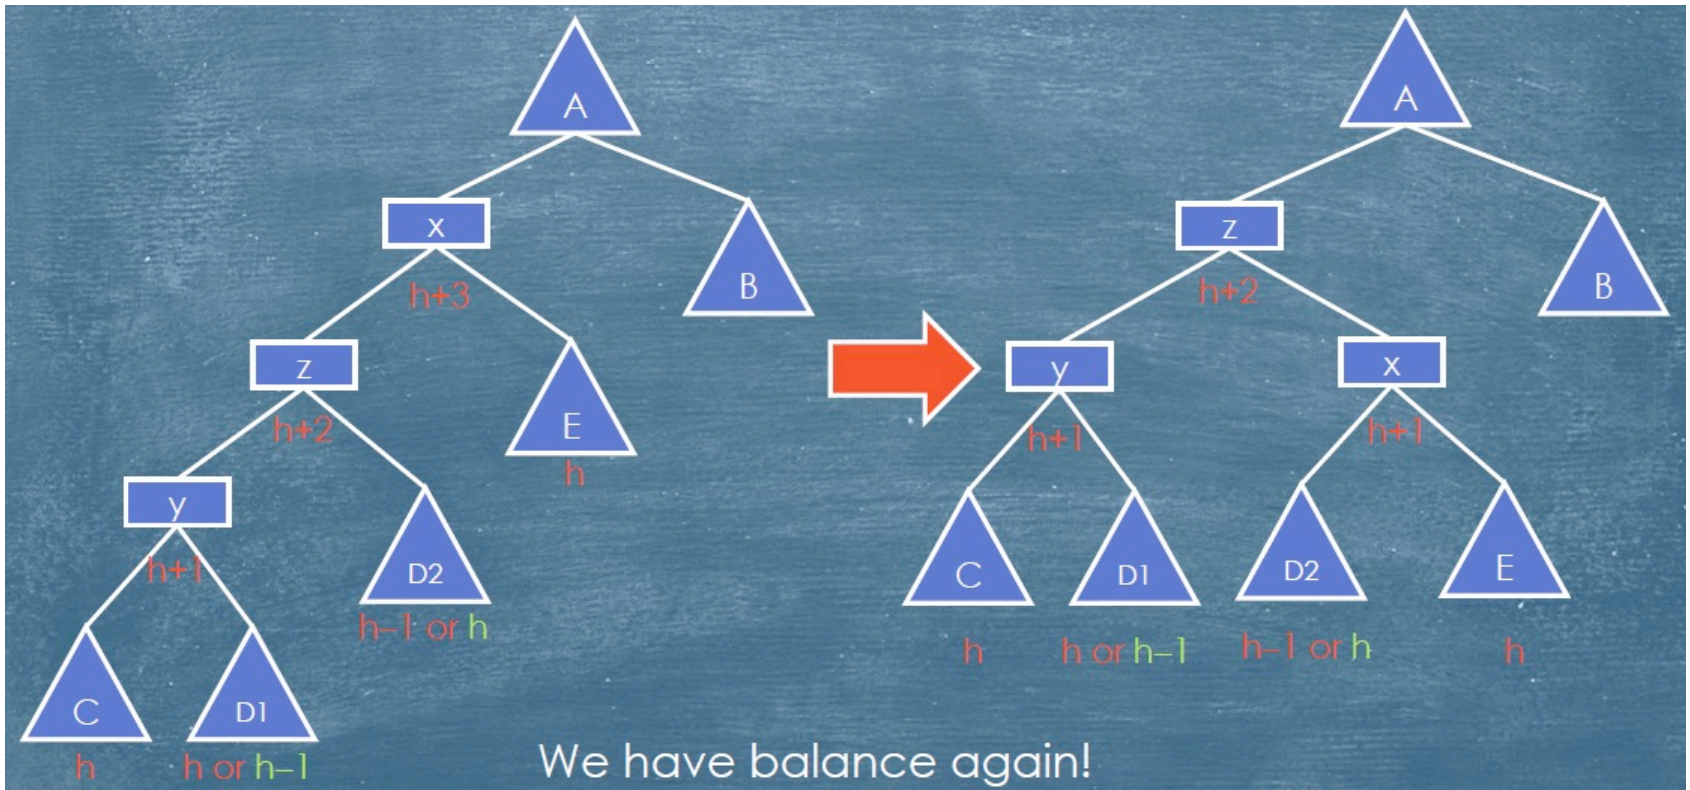 A
A
x
B
z
B
h+3
h+2
z
E
h
y
x
h+2
h+1
h+1
y
D2
h–1 or h
C
D1
D2
E
h+1
h
h or h–1
h–1 or h
h
C
D1
h
h or h–1
We have balance again!